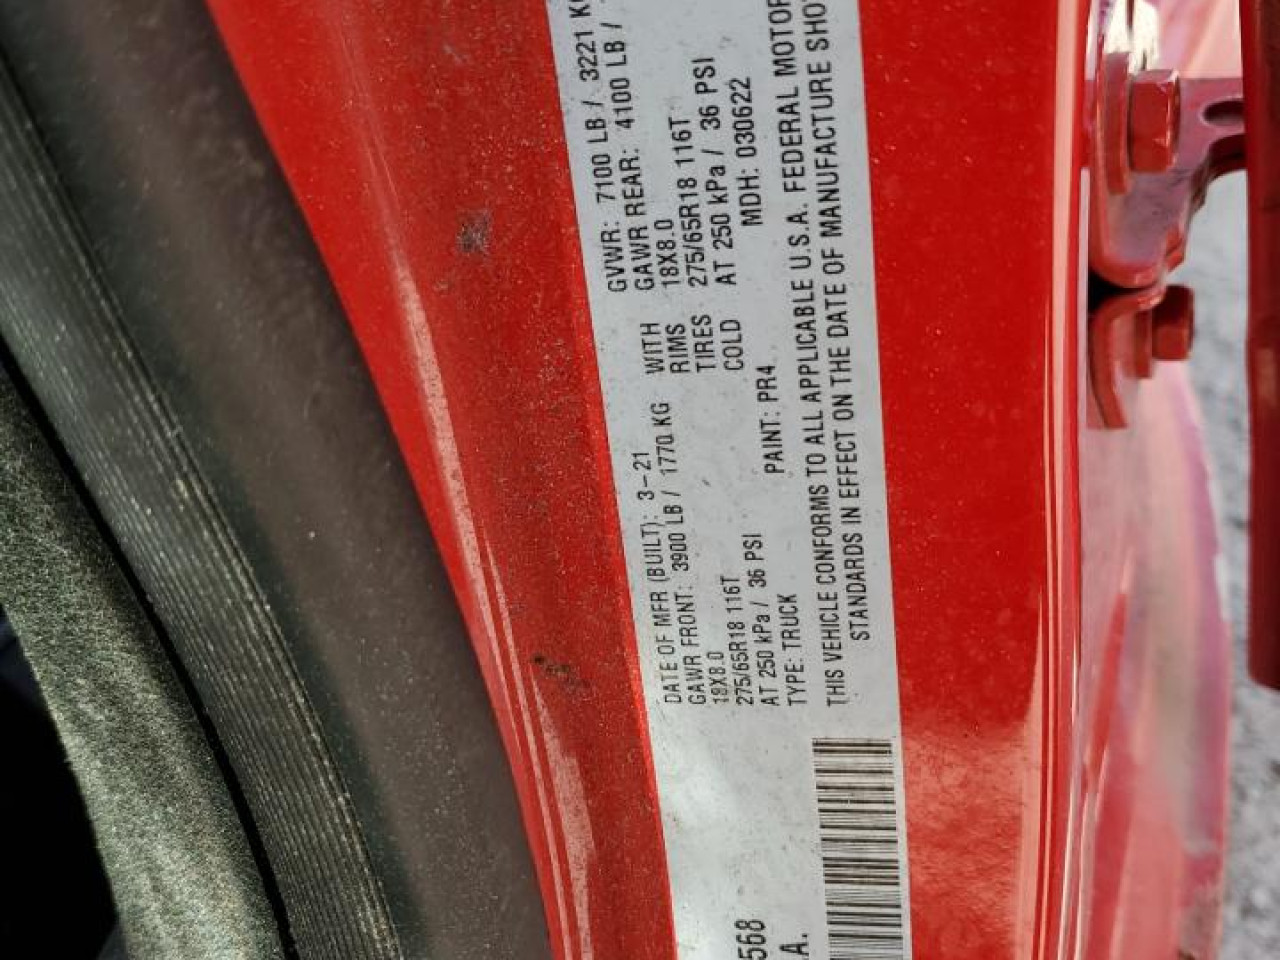 DATE OF MFR (BUILT): 3-21 GVWR: 7100 LB / 3221
GAWR FRONT: 3900 LB / 1770 KG WITH GAWR REAR: 4100 LB /
18X8.0 RIMS 18X8.0
275/65R18 116T TIRES 275/65R18 116T
AT 250 kPa / 36 PSI COLD AT 250 kPa / 36 PSI
TYPE: TRUCK PAINT: PR4 MDH: 030622
THIS VEHICLE CONFORMS TO ALL APPLICABLE U.S.A. FEDERAL MOTOR
STANDARDS IN EFFECT ON THE DATE OF MANUFACTURE SHO
568
A.